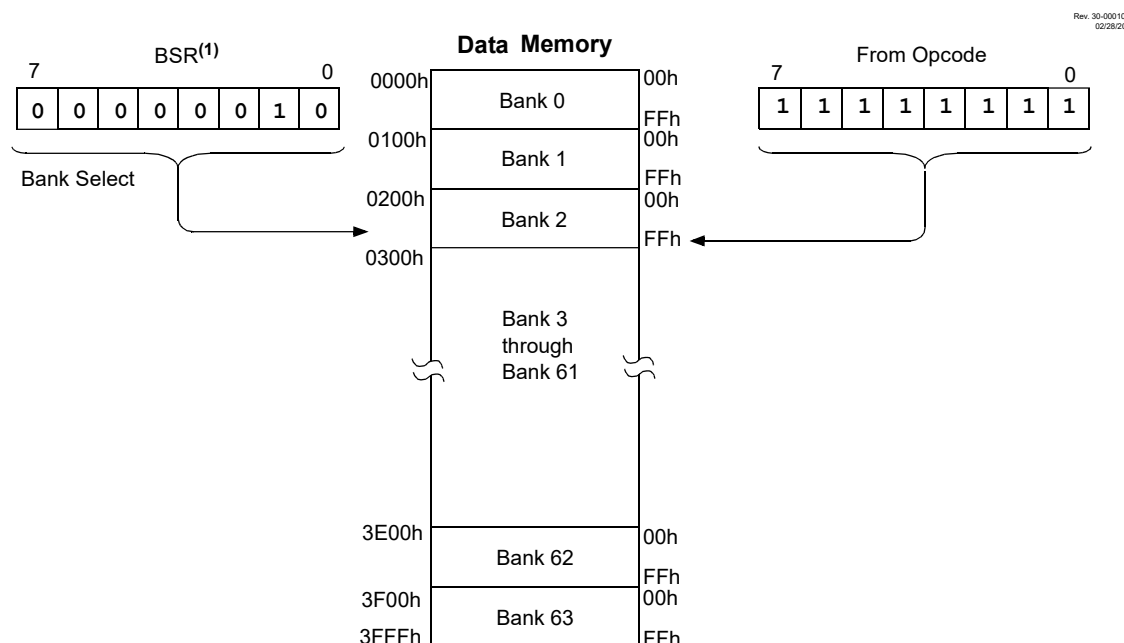 Rev. 30-00010
02/28/20
Data Memory
BSR(1)
7 0
0 0 0 0 0 0 1 0
Bank Select
From Opcode
7 0
1 1 1 1 1 1 1 1
0000h Bank 0 00h
FFh
0100h Bank 1 00h
FFh
0200h Bank 2 00h
FFh
0300h
Bank 3
through
Bank 61
3E00h Bank 62 00h
FFh
3F00h Bank 63 00h
3FFFh FFh